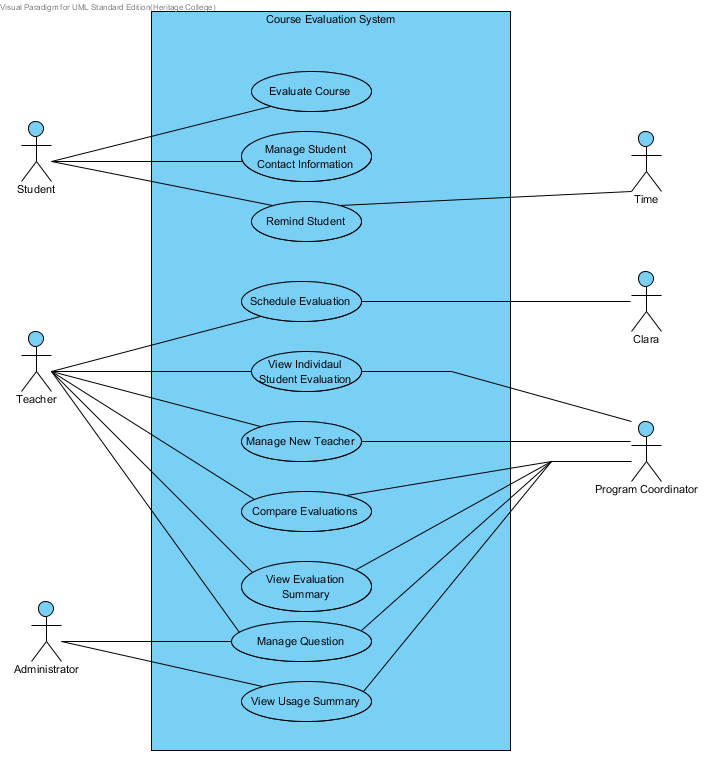 Visual Paradigm for UML Standard Edition(Heritage College)
Course Evaluation System
Evaluate Course
Manage Student
Contact Information
Student
Remind Student
Time
Schedule Evaluation
Clara
View Individaul
Student Evaluation
Teacher
Manage New Teacher
Program Coordinator
Compare Evaluations
View Evaluation
Summary
Manage Question
Administrator
View Usage Summary